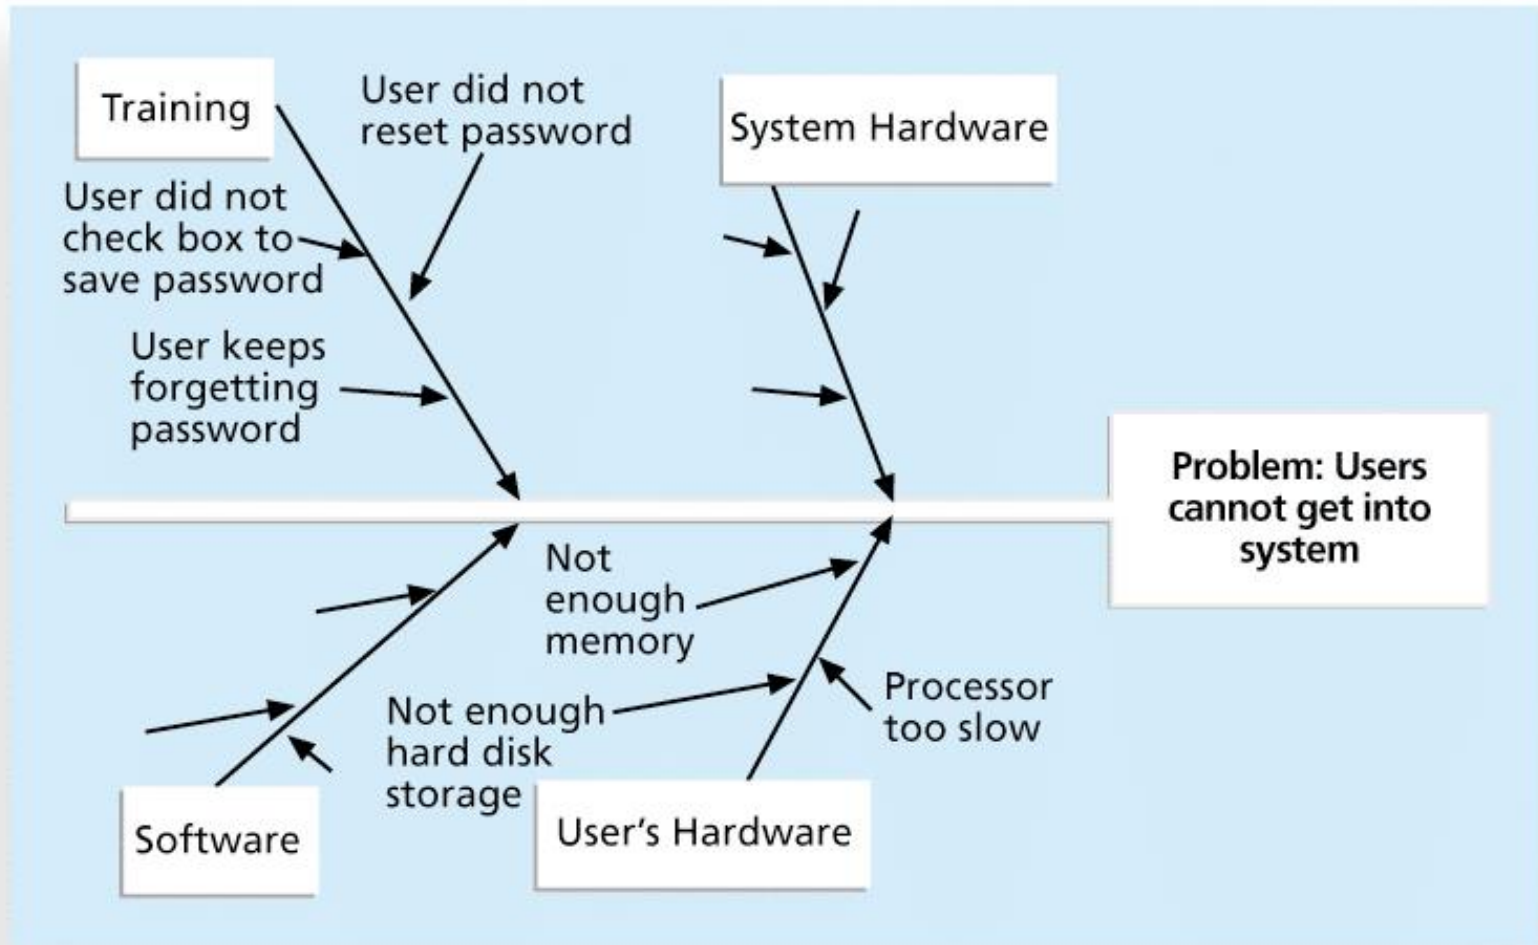 Training
User did not
reset password
System Hardware
User did not
check box to
save password
User keeps
forgetting
password
Problem: Users
cannot get into
system
Not
enough
memory
Not enough
hard disk
storage
Processor
too slow
Software
User’s Hardware